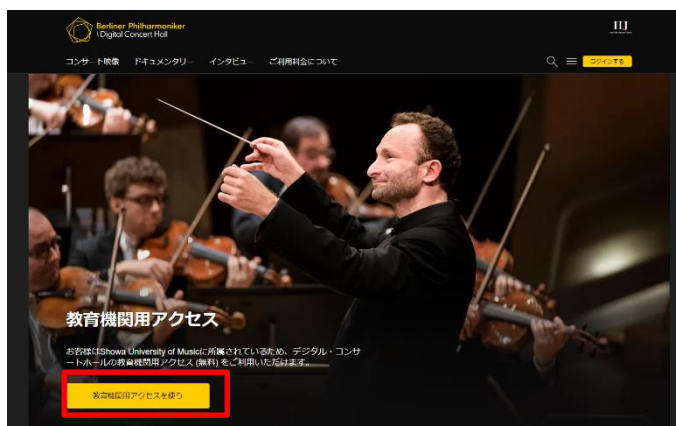 Berliner Philharmoniker
Digital Concert Hall
IIJ
コンサート映像 ドキュメンタリー インタビュー ご利用料金について
ログインする
教育機関用アクセス
お客様はShowa University of Musicに所属されているため、デジタル・コンサ
ートホールの教育機関用アクセス (無料) をご利用いただけます。
教育機関用アクセスを使う